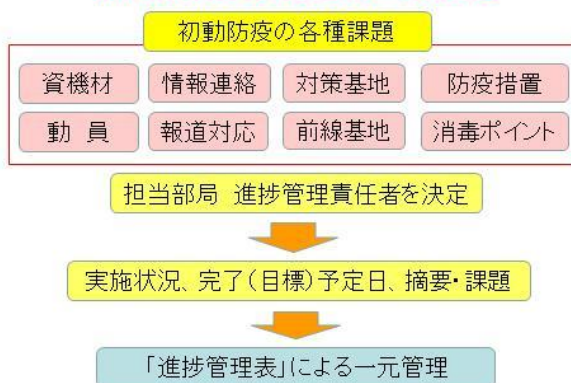 初動防疫の各種課題
資機材 情報連絡 対策基地 防疫措置
動 員 報道対応 前線基地 消毒ポイント
担当部局 進捗管理責任者を決定
実施状況、完了(目標)予定日、摘要・課題
「進捗管理表」による一元管理